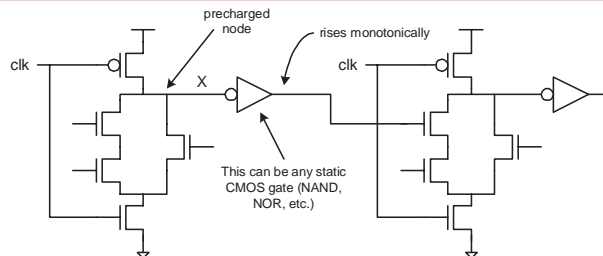 precharged
node
rises monotonically
clk
X
clk
This can be any static
CMOS gate (NAND,
NOR, etc.)